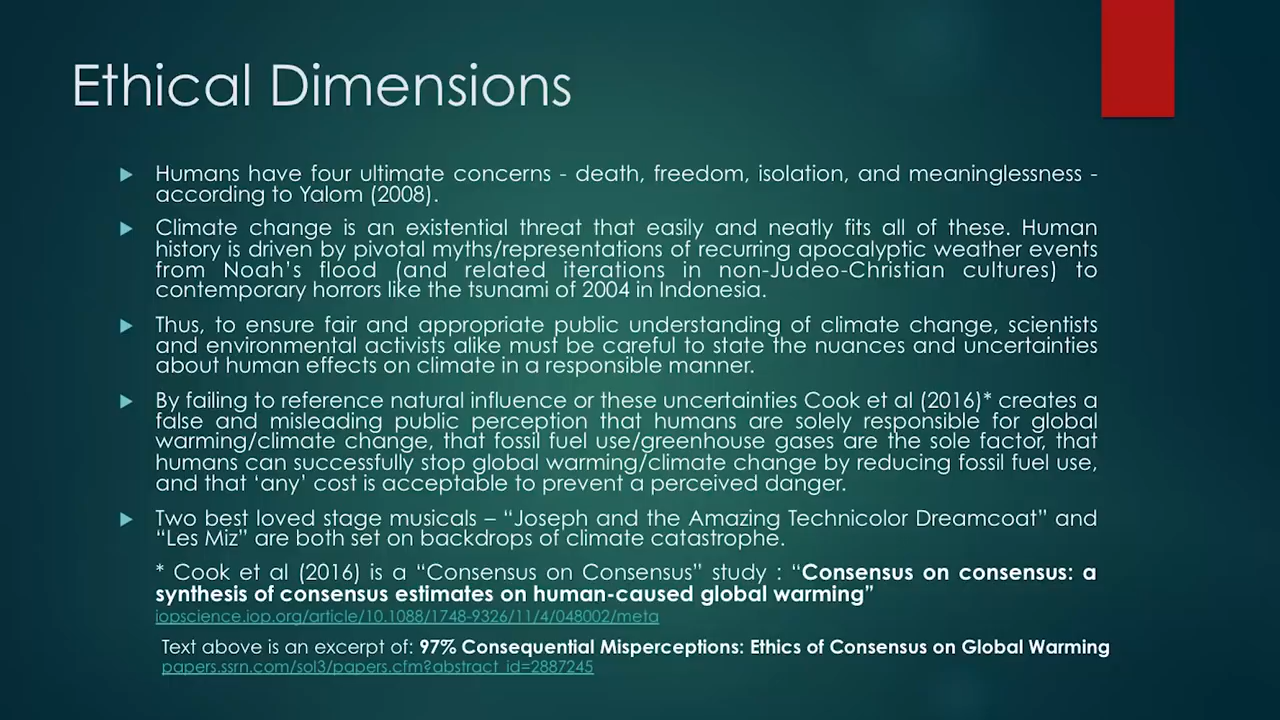 Ethical Dimensions
Humans have four ultimate concerns - death, freedom, isolation, and meaninglessness -
according to Yalom (2008).
Climate change is an existential threat that easily and neatly fits all of these. Human
history is driven by pivotal myths/representations of recurring apocalyptic weather events
from Noah's flood (and related iterations in non-Judeo-Christian cultures) to
contemporary horrors like the tsunami of 2004 in Indonesia.
Thus, to ensure fair and appropriate public understanding of climate change, scientists
and environmental activists alike must be careful to state the nuances and uncertainties
about human effects on climate in a responsible manner.
By failing to reference natural influence or these uncertainties Cook et al (2016)* creates a
false and misleading public perception that humans are solely responsible for global
warming/climate change, that fossil fuel use/greenhouse gases are the sole factor, that
humans can successfully stop global warming/climate change by reducing fossil fuel use,
and that 'any' cost is acceptable to prevent a perceived danger.
Two best loved stage musicals – "Joseph and the Amazing Technicolor Dreamcoat" and
"Les Miz" are both set on backdrops of climate catastrophe.
* Cook et al (2016) is a "Consensus on Consensus" study : "Consensus on consensus: a
synthesis of consensus estimates on human-caused global warming"
iopscience.iop.org/article/10.1088/1748-9326/11/4/048002/meta
Text above is an excerpt of: 97% Consequential Misperceptions: Ethics of Consensus on Global Warming
papers.ssrn.com/sol3/papers.cfm?abstract_id=2887245